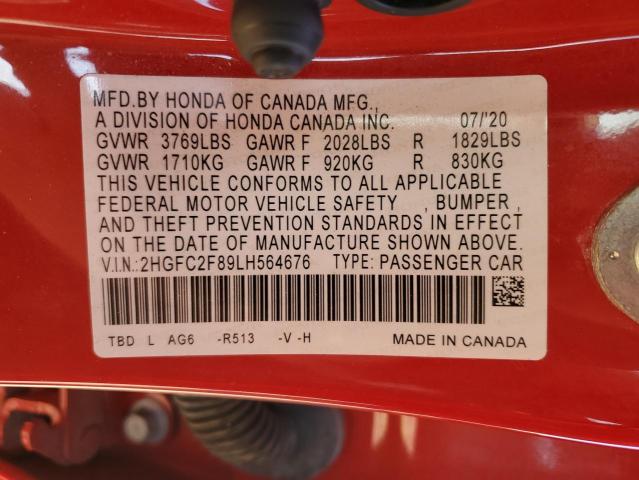 MFD.BY HONDA OF CANADA MFG.,
A DIVISION OF HONDA CANADA INC. 07/'20
GVWR 3769LBS GAWR F 2028LBS R 1829LBS
GVWR 1710KG GAWR F 920KG R 830KG
THIS VEHICLE CONFORMS TO ALL APPLICABLE
FEDERAL MOTOR VEHICLE SAFETY , BUMPER ,
AND THEFT PREVENTION STANDARDS IN EFFECT
ON THE DATE OF MANUFACTURE SHOWN ABOVE.
V.I.N.:2HGFC2F89LH564676 TYPE: PASSENGER CAR
TBD L AG6 -R513 -V -H MADE IN CANADA